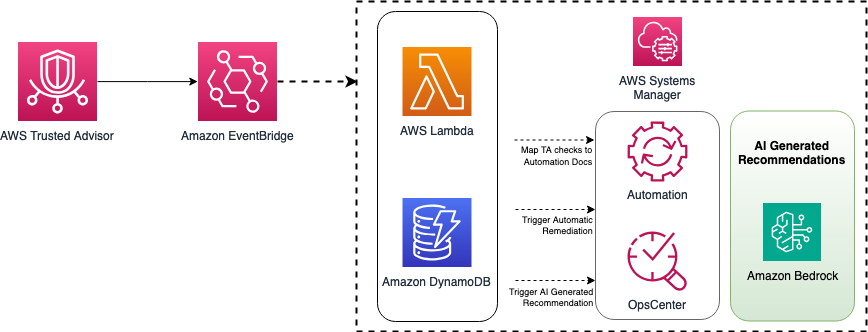 AWS Trusted Advisor
Amazon EventBridge
AWS Lambda
Amazon DynamoDB
Map TA checks to
Automation Docs
Trigger Automatic
Remediation
Trigger AI Generated
Recommendation
AWS Systems
Manager
Automation
OpsCenter
AI Generated
Recommendations
Amazon Bedrock